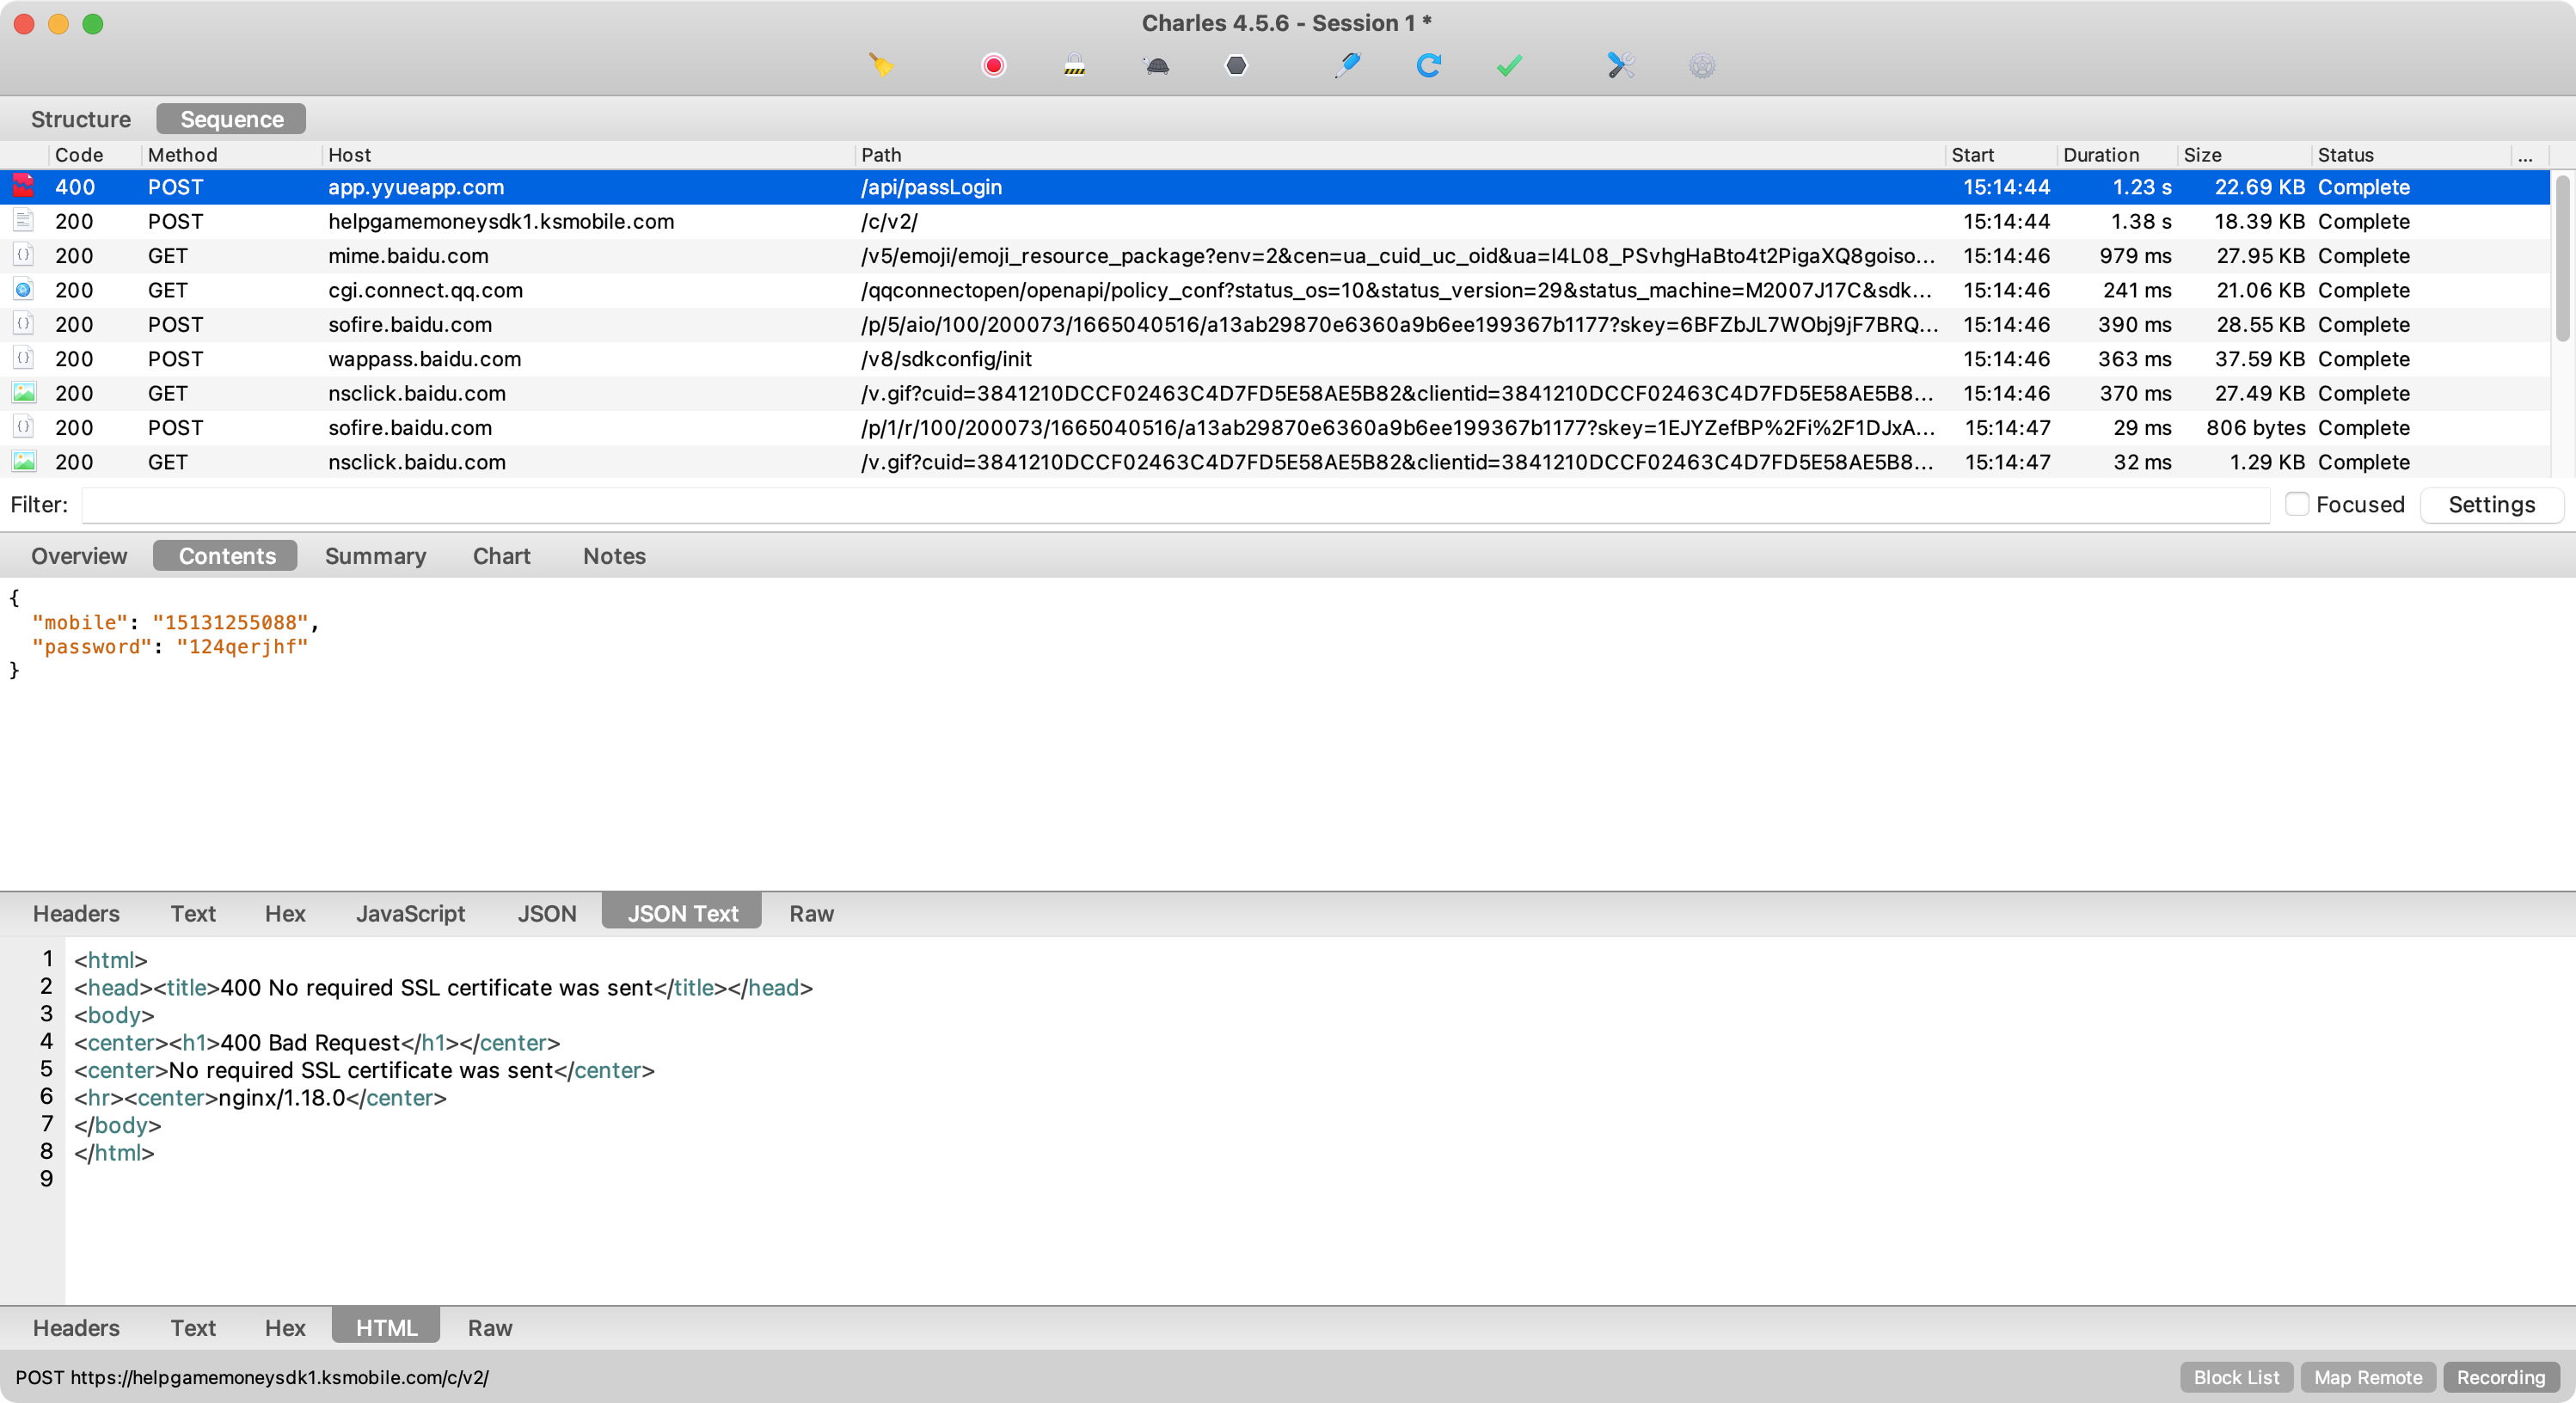 Charles 4.5.6 - Session 1 *
Structure Sequence
Code Method Host Path Start Duration Size Status ...
400 POST app.yyueapp.com /api/passLogin 15:14:44 1.23 s 22.69 KB Complete
200 POST helpgamemoneysdk1.ksmobile.com /c/v2/ 15:14:44 1.38 s 18.39 KB Complete
200 GET mime.baidu.com /v5/emoji/emoji_resource_package?env=2&cen=ua_cuid_uc_oid&ua=I4L08_PSvhgHaBto4t2PigaXQ8goiso... 15:14:46 979 ms 27.95 KB Complete
200 GET cgi.connect.qq.com /qqconnectopen/openapi/policy_conf?status_os=10&status_version=29&status_machine=M2007J17C&sdk... 15:14:46 241 ms 21.06 KB Complete
200 POST sofire.baidu.com /p/5/aio/100/200073/1665040516/a13ab29870e6360a9b6ee199367b1177?skey=6BFZbJL7WObj9jF7BRQ... 15:14:46 390 ms 28.55 KB Complete
200 POST wappass.baidu.com /v8/sdkconfig/init 15:14:46 363 ms 37.59 KB Complete
200 GET nsclick.baidu.com /v.gif?cuid=3841210DCCF02463C4D7FD5E58AE5B82&clientid=3841210DCCF02463C4D7FD5E58AE5B8... 15:14:46 370 ms 27.49 KB Complete
200 POST sofire.baidu.com /p/1/r/100/200073/1665040516/a13ab29870e6360a9b6ee199367b1177?skey=1EJYZefBP%2Fi%2F1DJxA... 15:14:47 29 ms 806 bytes Complete
200 GET nsclick.baidu.com /v.gif?cuid=3841210DCCF02463C4D7FD5E58AE5B82&clientid=3841210DCCF02463C4D7FD5E58AE5B8... 15:14:47 32 ms 1.29 KB Complete
Filter: Focused Settings
Overview Contents Summary Chart Notes
{
"mobile": "15131255088",
"password": "124qerjhf"
}
Headers Text Hex JavaScript JSON JSON Text Raw
1 <html>
2 <head><title>400 No required SSL certificate was sent</title></head>
3 <body>
4 <center><h1>400 Bad Request</h1></center>
5 <center>No required SSL certificate was sent</center>
6 <hr><center>nginx/1.18.0</center>
7 </body>
8 </html>
9
Headers Text Hex HTML Raw
POST https://helpgamemoneysdk1.ksmobile.com/c/v2/ Block List Map Remote Recording